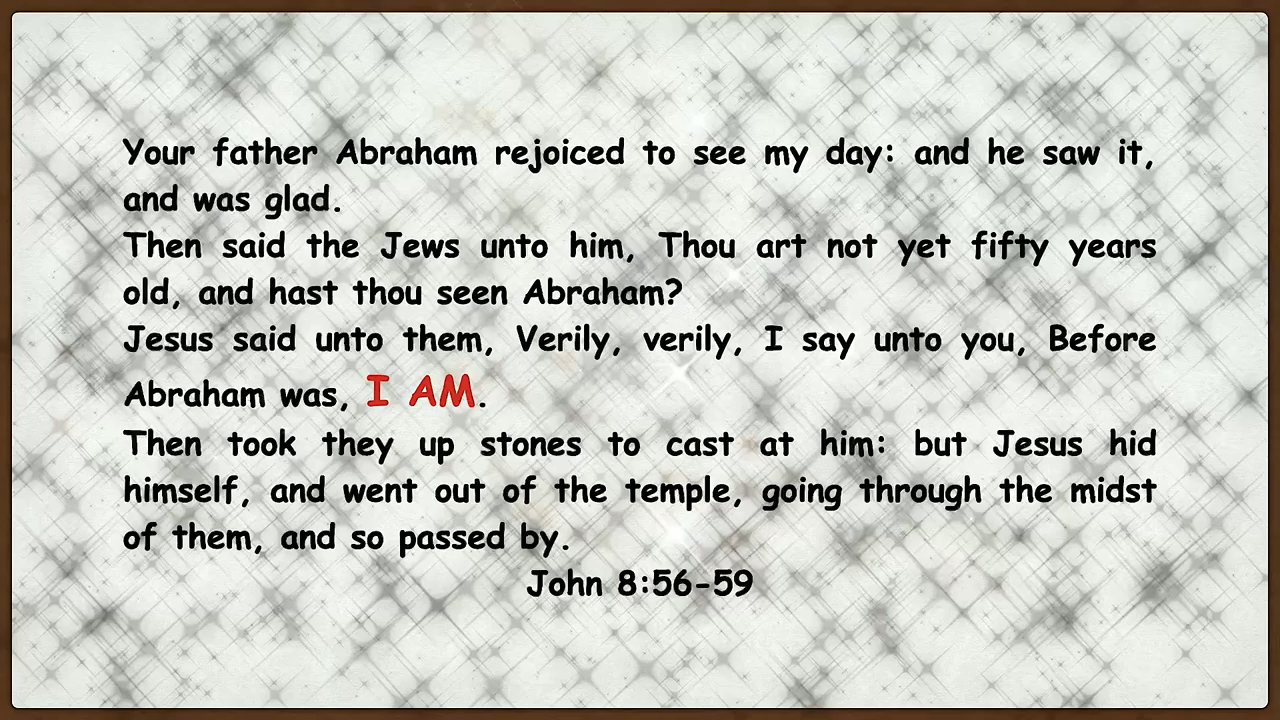 Your father Abraham rejoiced to see my day: and he saw it,
and was glad.
Then said the Jews unto him, Thou art not yet fifty years
old, and hast thou seen Abraham?
Jesus said unto them, Verily, verily, I say unto you, Before
Abraham was, I AM.
Then took they up stones to cast at him: but Jesus hid
himself, and went out of the temple, going through the midst
of them, and so passed by.
John 8:56-59